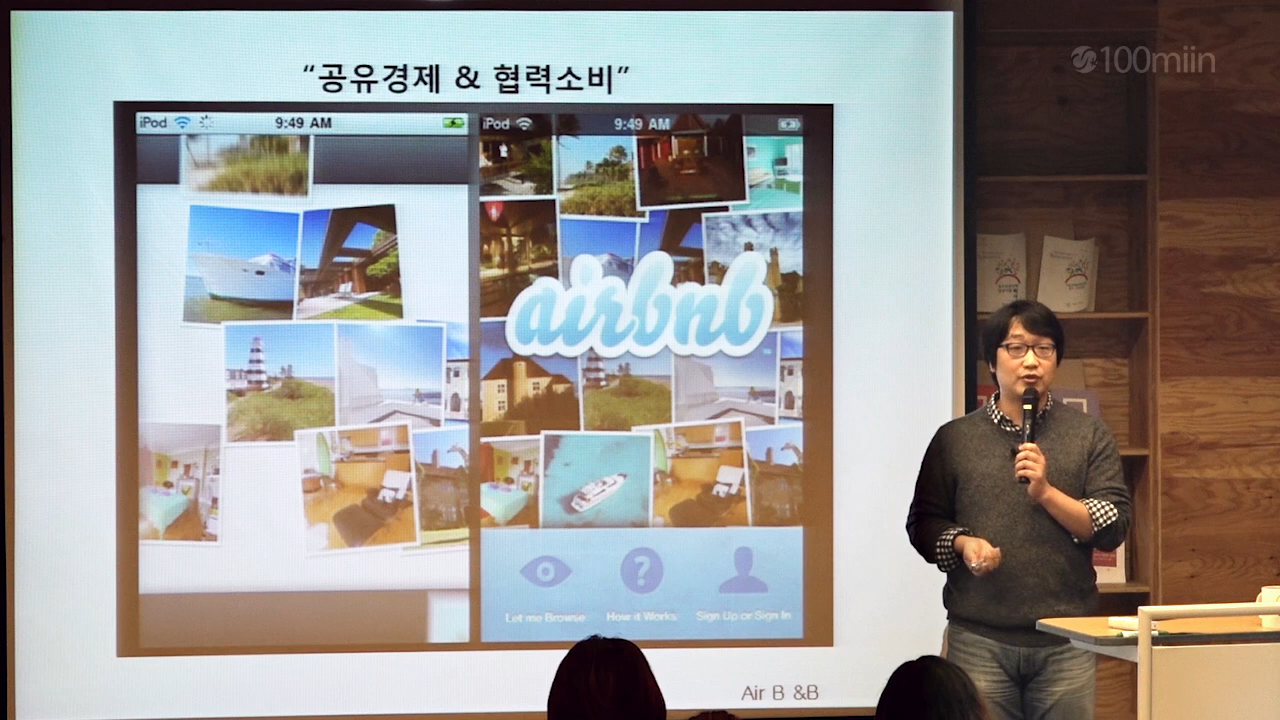 100miin
“공유경제 & 협력소비”
iPod 9:49 AM
iPod 9:49 AM
airbnb
Let me Browse
How it Works
Sign Up or Sign In
Air B &B